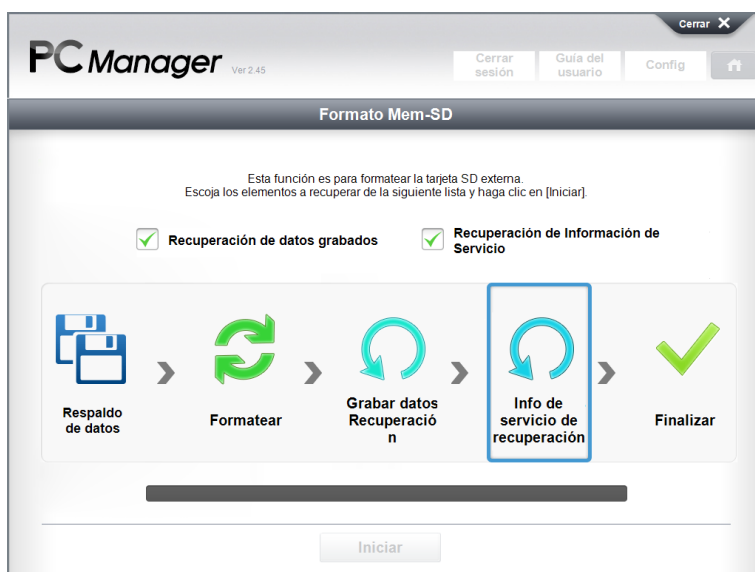 Cerrar X
PC Manager Ver 2.45
Cerrar sesión
Guía del usuario
Config
Formato Mem-SD
Esta función es para formatear la tarjeta SD externa.
Escoja los elementos a recuperar de la siguiente lista y haga clic en [Iniciar].
Recuperación de datos grabados
Recuperación de Información de
Servicio
Respaldo
de datos
Formatear
Grabar datos
Recuperació
n
Info de
servicio de
recuperación
Finalizar
Iniciar